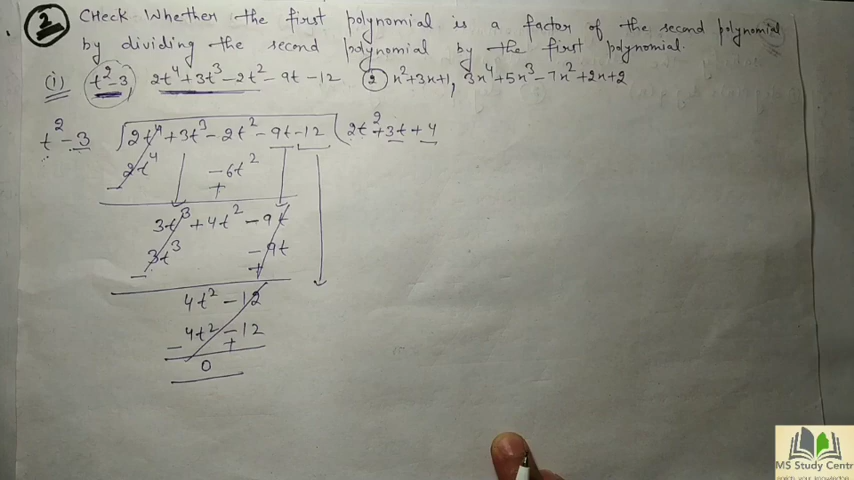 2 Check Whether the first polynomial is a factor of the second polynomial
by dividing the second polynomial by the first polynomial.
(i) t²-3, 2t⁴+3t³-2t²-9t-12 2 x²+3x+1, 3x⁴+5x³-7x²+2x+2
t²-3 2t⁴+3t³-2t²-9t-12 2t²+3t+4
2t⁴ -6t²
- +
3t³+4t²-9t
3t³ -9t
- +
4t²-12
4t²-12
- +
0
MS Study Centr